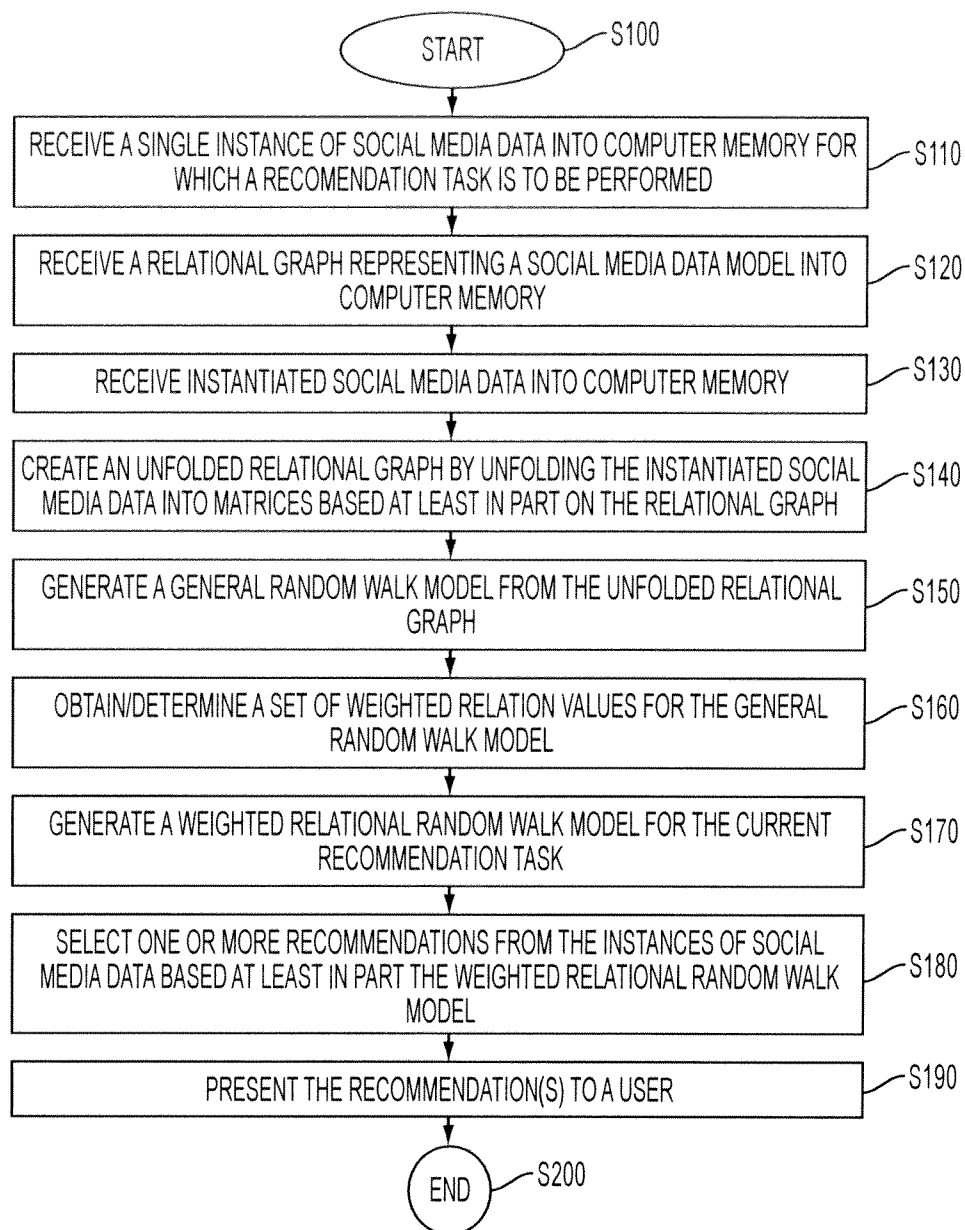 START
S100
RECEIVE A SINGLE INSTANCE OF SOCIAL MEDIA DATA INTO COMPUTER MEMORY FOR
WHICH A RECOMENDATION TASK IS TO BE PERFORMED
S110
RECEIVE A RELATIONAL GRAPH REPRESENTING A SOCIAL MEDIA DATA MODEL INTO
COMPUTER MEMORY
S120
RECEIVE INSTANTIATED SOCIAL MEDIA DATA INTO COMPUTER MEMORY
S130
CREATE AN UNFOLDED RELATIONAL GRAPH BY UNFOLDING THE INSTANTIATED SOCIAL
MEDIA DATA INTO MATRICES BASED AT LEAST IN PART ON THE RELATIONAL GRAPH
S140
GENERATE A GENERAL RANDOM WALK MODEL FROM THE UNFOLDED RELATIONAL
GRAPH
S150
OBTAIN/DETERMINE A SET OF WEIGHTED RELATION VALUES FOR THE GENERAL
RANDOM WALK MODEL
S160
GENERATE A WEIGHTED RELATIONAL RANDOM WALK MODEL FOR THE CURRENT
RECOMMENDATION TASK
S170
SELECT ONE OR MORE RECOMMENDATIONS FROM THE INSTANCES OF SOCIAL
MEDIA DATA BASED AT LEAST IN PART THE WEIGHTED RELATIONAL RANDOM WALK
MODEL
S180
PRESENT THE RECOMMENDATION(S) TO A USER
S190
END
S200